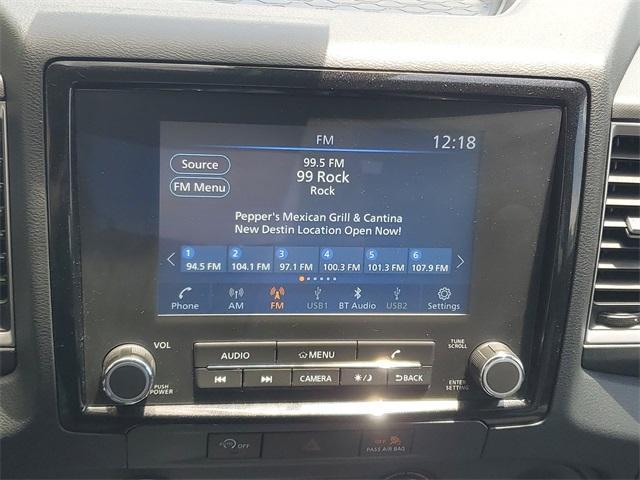 FM 12:18
Source
FM Menu
99.5 FM
99 Rock
Rock
Pepper's Mexican Grill & Cantina
New Destin Location Open Now!
1 2 3 4 5 6
94.5 FM 104.1 FM 97.1 FM 100.3 FM 101.3 FM 107.9 FM
Phone AM FM USB1 BT Audio USB2 Settings
VOL
PUSH
POWER
AUDIO MENU
CAMERA BACK
TUNE
SCROLL
ENTER
SETTING
OFF
OFF
PASS AIR BAG